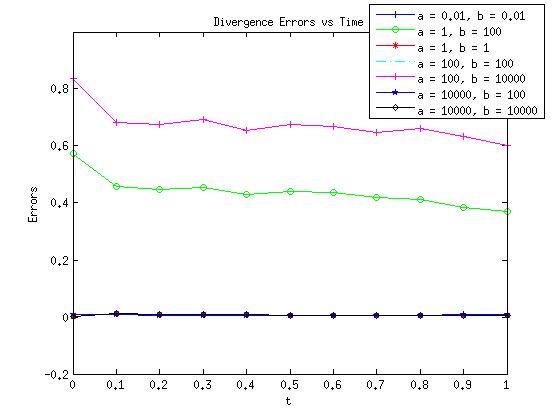 Divergence Errors vs Time
a = 0.01, b = 0.01
a = 1, b = 100
a = 1, b = 1
a = 100, b = 100
a = 100, b = 10000
a = 10000, b = 100
a = 10000, b = 10000
0.8
0.6
0.4
0.2
0
-0.2
Errors
0 0.1 0.2 0.3 0.4 0.5 0.6 0.7 0.8 0.9 1
t